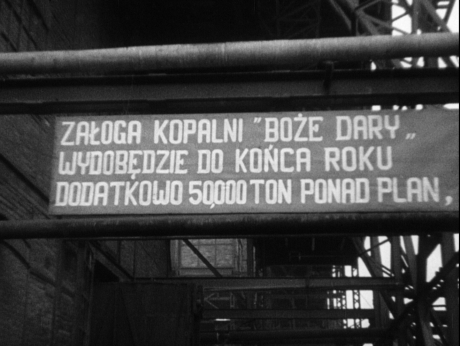 ZAŁOGA KOPALNI "BOŻE DARY„
WYDOBĘDZIE DO KOŃCA ROKU
DODATKOWO 50,000 TON PONAD PLAN,